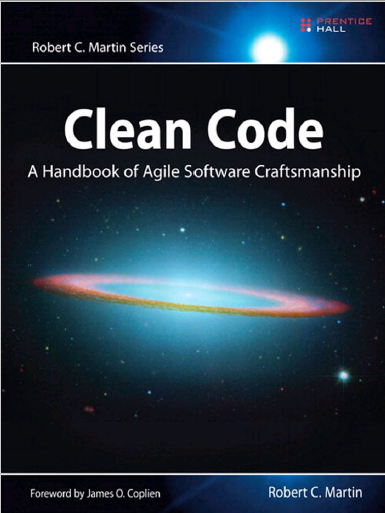 Robert C. Martin Series
PRENTICE
HALL
Clean Code
A Handbook of Agile Software Craftsmanship
Foreword by James O. Coplien
Robert C. Martin